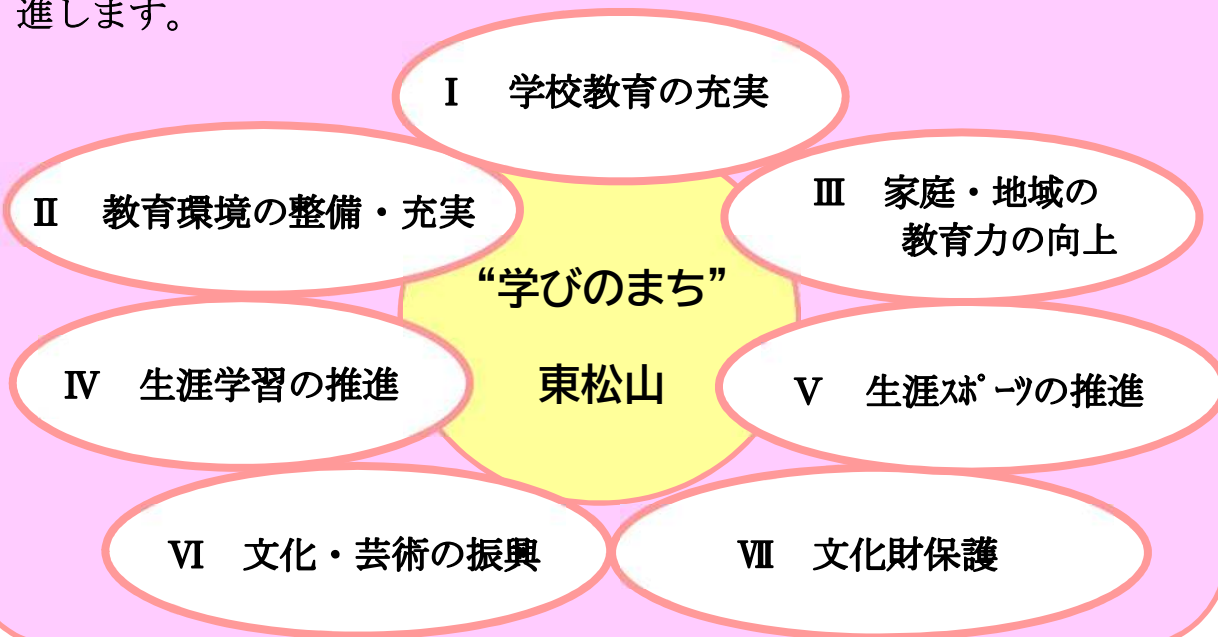 進します。
Ⅰ 学校教育の充実
Ⅱ 教育環境の整備・充実
Ⅲ 家庭・地域の
教育力の向上
“学びのまち”
東松山
Ⅳ 生涯学習の推進
Ⅴ 生涯ｽﾎﾟｰﾂの推進
Ⅵ 文化・芸術の振興
Ⅶ 文化財保護